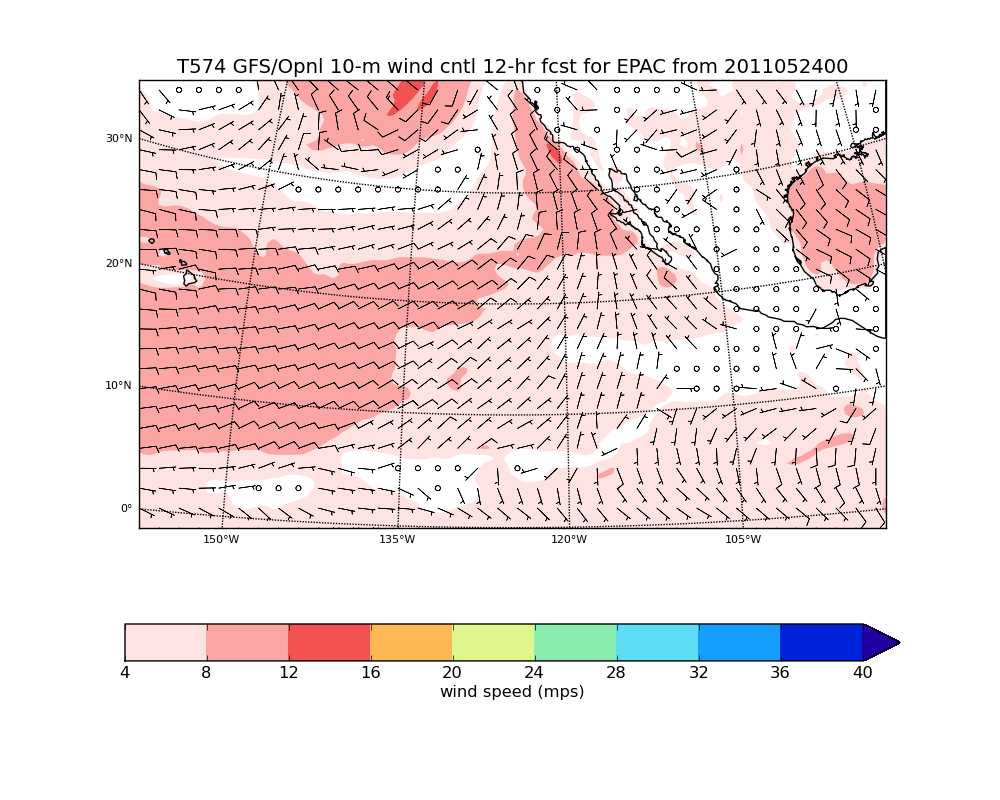 T574 GFS/Opnl 10-m wind cntl 12-hr fcst for EPAC from 2011052400
30°N
20°N
10°N
0°
150°W 135°W 120°W 105°W
4 8 12 16 20 24 28 32 36 40
wind speed (mps)